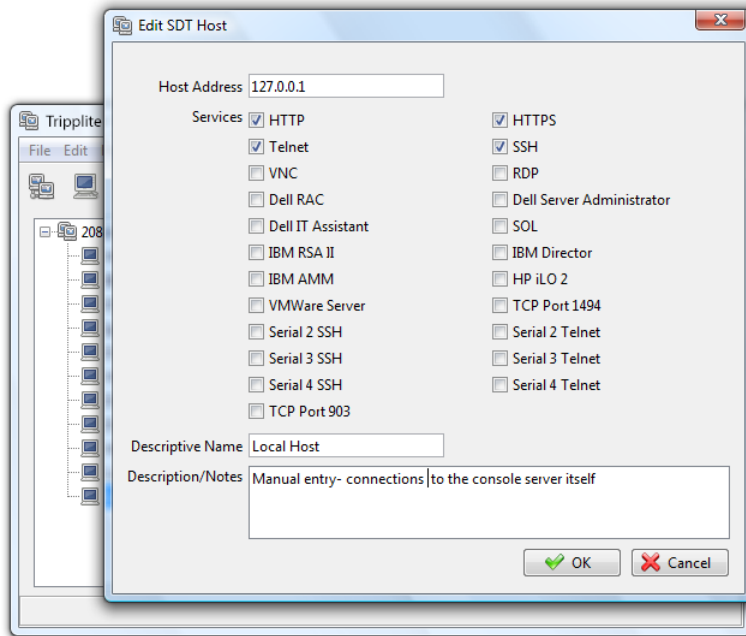 Edit SDT Host
Host Address 127.0.0.1
Services HTTP HTTPS
Telnet SSH
VNC RDP
Dell RAC Dell Server Administrator
Dell IT Assistant SOL
IBM RSA II IBM Director
IBM AMM HP iLO 2
VMWare Server TCP Port 1494
Serial 2 SSH Serial 2 Telnet
Serial 3 SSH Serial 3 Telnet
Serial 4 SSH Serial 4 Telnet
TCP Port 903
Descriptive Name Local Host
Description/Notes Manual entry- connections to the console server itself
OK Cancel
Tripplite
File Edit
208